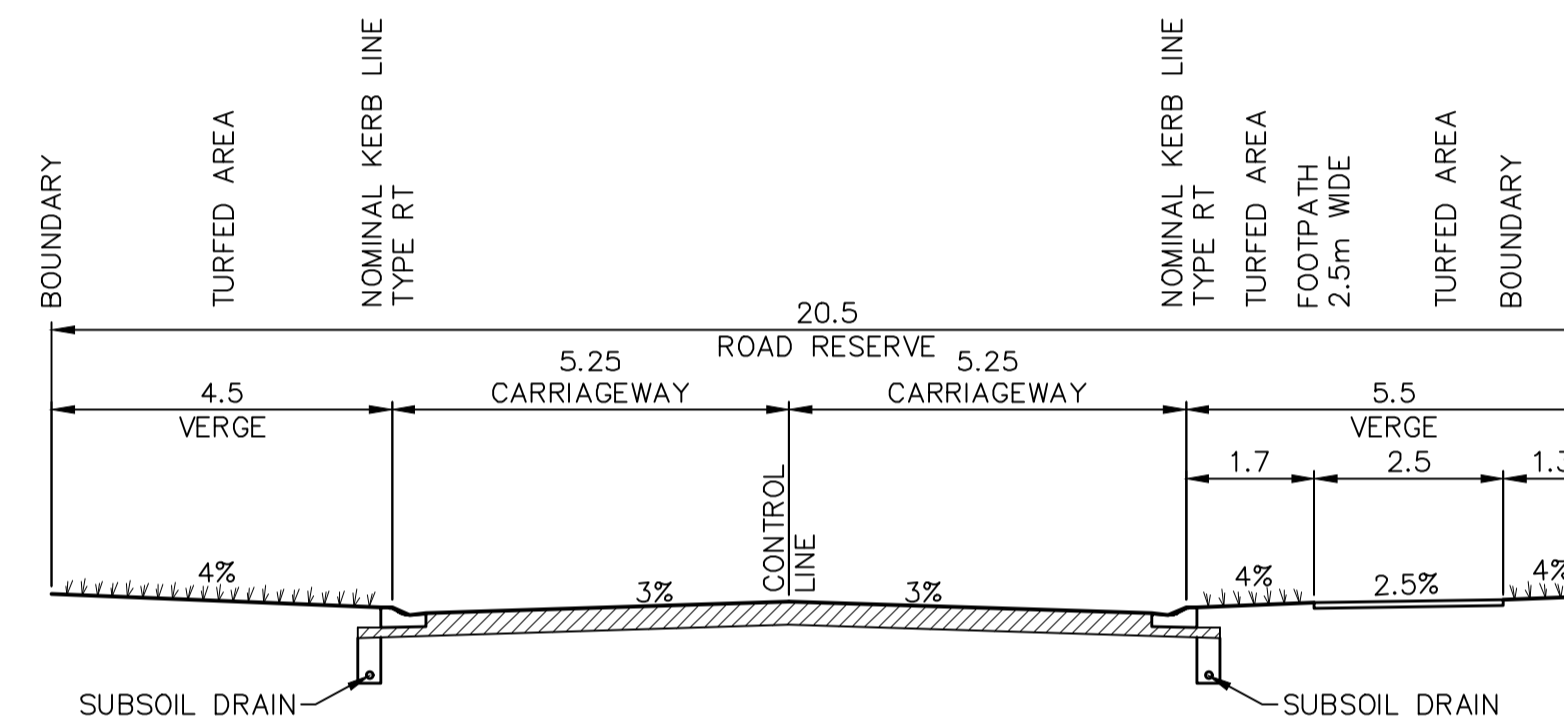 BOUNDARY
TURFED AREA
NOMINAL KERB LINE
TYPE RT
NOMINAL KERB LINE
TYPE RT
TURFED AREA
FOOTPATH
2.5m WIDE
TURFED AREA
BOUNDARY
20.5
ROAD RESERVE
4.5
VERGE
5.25
CARRIAGEWAY
5.25
CARRIAGEWAY
5.5
VERGE
1.7
2.5
CONTROL
LINE
4%
3%
3%
4%
2.5%
4%
SUBSOIL DRAIN
SUBSOIL DRAIN